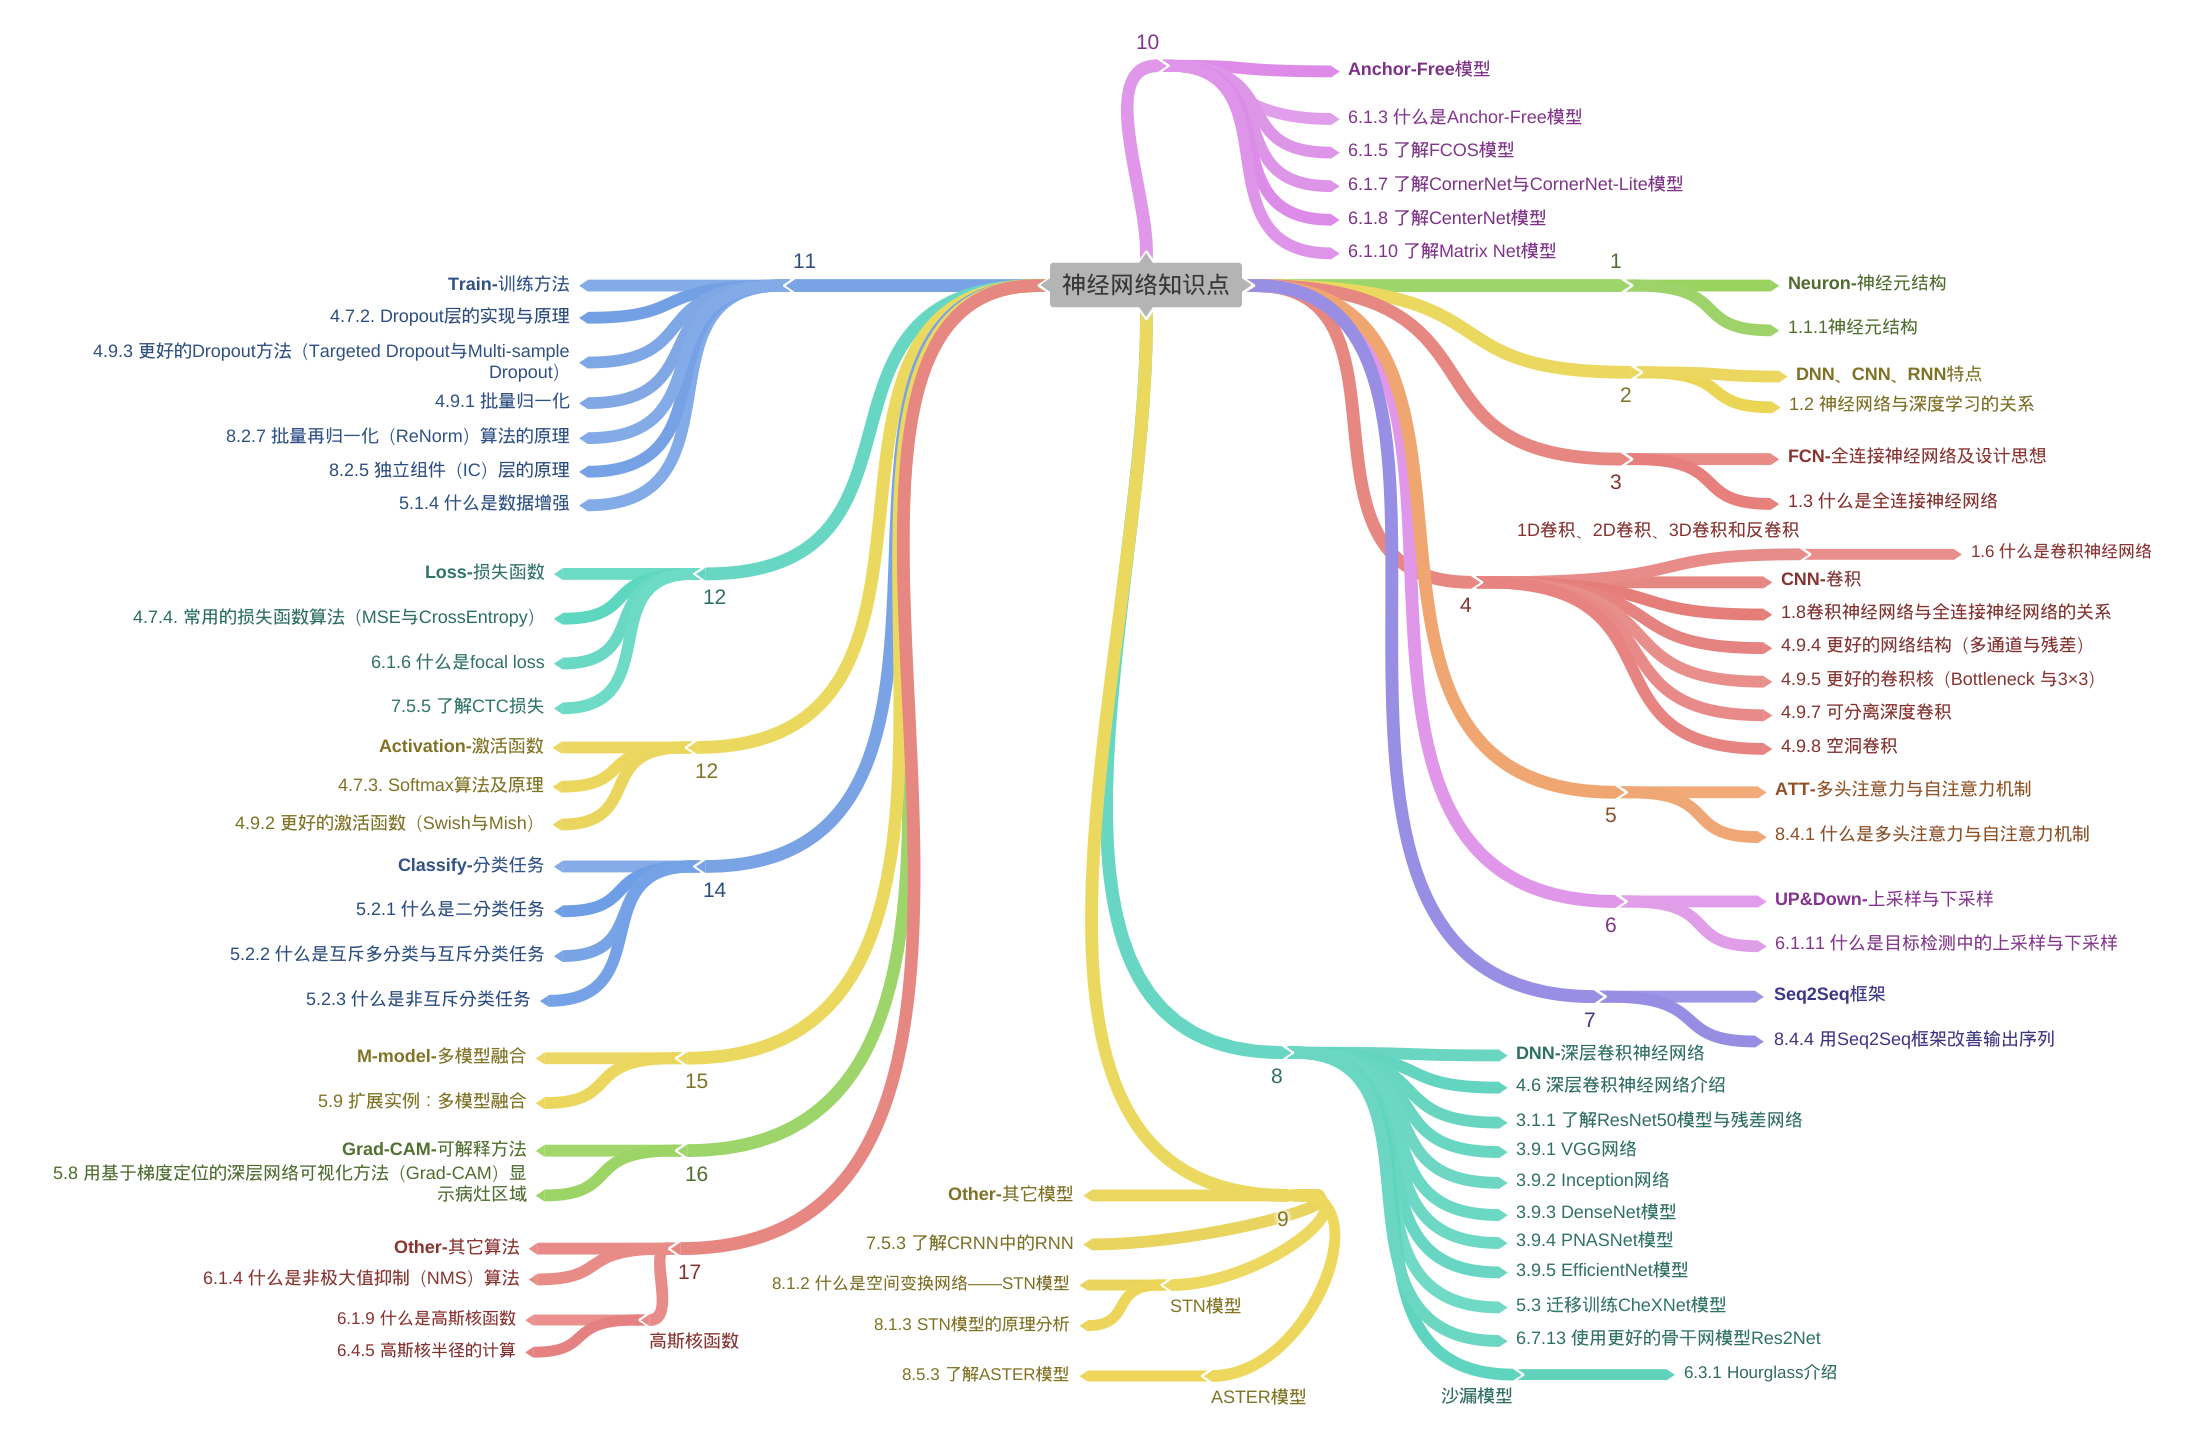 神经网络知识点
10
Anchor-Free模型
6.1.3 什么是Anchor-Free模型
6.1.5 了解FCOS模型
6.1.7 了解CornerNet与CornerNet-Lite模型
6.1.8 了解CenterNet模型
6.1.10 了解Matrix Net模型
1
Neuron-神经元结构
1.1.1神经元结构
2
DNN、CNN、RNN特点
1.2 神经网络与深度学习的关系
3
FCN-全连接神经网络及设计思想
1.3 什么是全连接神经网络
4
1D卷积、2D卷积、3D卷积和反卷积
1.6 什么是卷积神经网络
CNN-卷积
1.8卷积神经网络与全连接神经网络的关系
4.9.4 更好的网络结构（多通道与残差）
4.9.5 更好的卷积核（Bottleneck 与3×3）
4.9.7 可分离深度卷积
4.9.8 空洞卷积
5
ATT-多头注意力与自注意力机制
8.4.1 什么是多头注意力与自注意力机制
6
UP&Down-上采样与下采样
6.1.11 什么是目标检测中的上采样与下采样
7
Seq2Seq框架
8.4.4 用Seq2Seq框架改善输出序列
8
DNN-深层卷积神经网络
4.6 深层卷积神经网络介绍
3.1.1 了解ResNet50模型与残差网络
3.9.1 VGG网络
3.9.2 Inception网络
3.9.3 DenseNet模型
3.9.4 PNASNet模型
3.9.5 EfficientNet模型
5.3 迁移训练CheXNet模型
6.7.13 使用更好的骨干网模型Res2Net
沙漏模型
6.3.1 Hourglass介绍
9
Other-其它模型
7.5.3 了解CRNN中的RNN
STN模型
8.1.2 什么是空间变换网络——STN模型
8.1.3 STN模型的原理分析
ASTER模型
8.5.3 了解ASTER模型
11
Train-训练方法
4.7.2. Dropout层的实现与原理
4.9.3 更好的Dropout方法（Targeted Dropout与Multi-sample
Dropout）
4.9.1 批量归一化
8.2.7 批量再归一化（ReNorm）算法的原理
8.2.5 独立组件（IC）层的原理
5.1.4 什么是数据增强
12
Loss-损失函数
4.7.4. 常用的损失函数算法（MSE与CrossEntropy）
6.1.6 什么是focal loss
7.5.5 了解CTC损失
12
Activation-激活函数
4.7.3. Softmax算法及原理
4.9.2 更好的激活函数（Swish与Mish）
14
Classify-分类任务
5.2.1 什么是二分类任务
5.2.2 什么是互斥多分类与互斥分类任务
5.2.3 什么是非互斥分类任务
15
M-model-多模型融合
5.9 扩展实例：多模型融合
16
Grad-CAM-可解释方法
5.8 用基于梯度定位的深层网络可视化方法（Grad-CAM）显
示病灶区域
17
Other-其它算法
6.1.4 什么是非极大值抑制（NMS）算法
高斯核函数
6.1.9 什么是高斯核函数
6.4.5 高斯核半径的计算